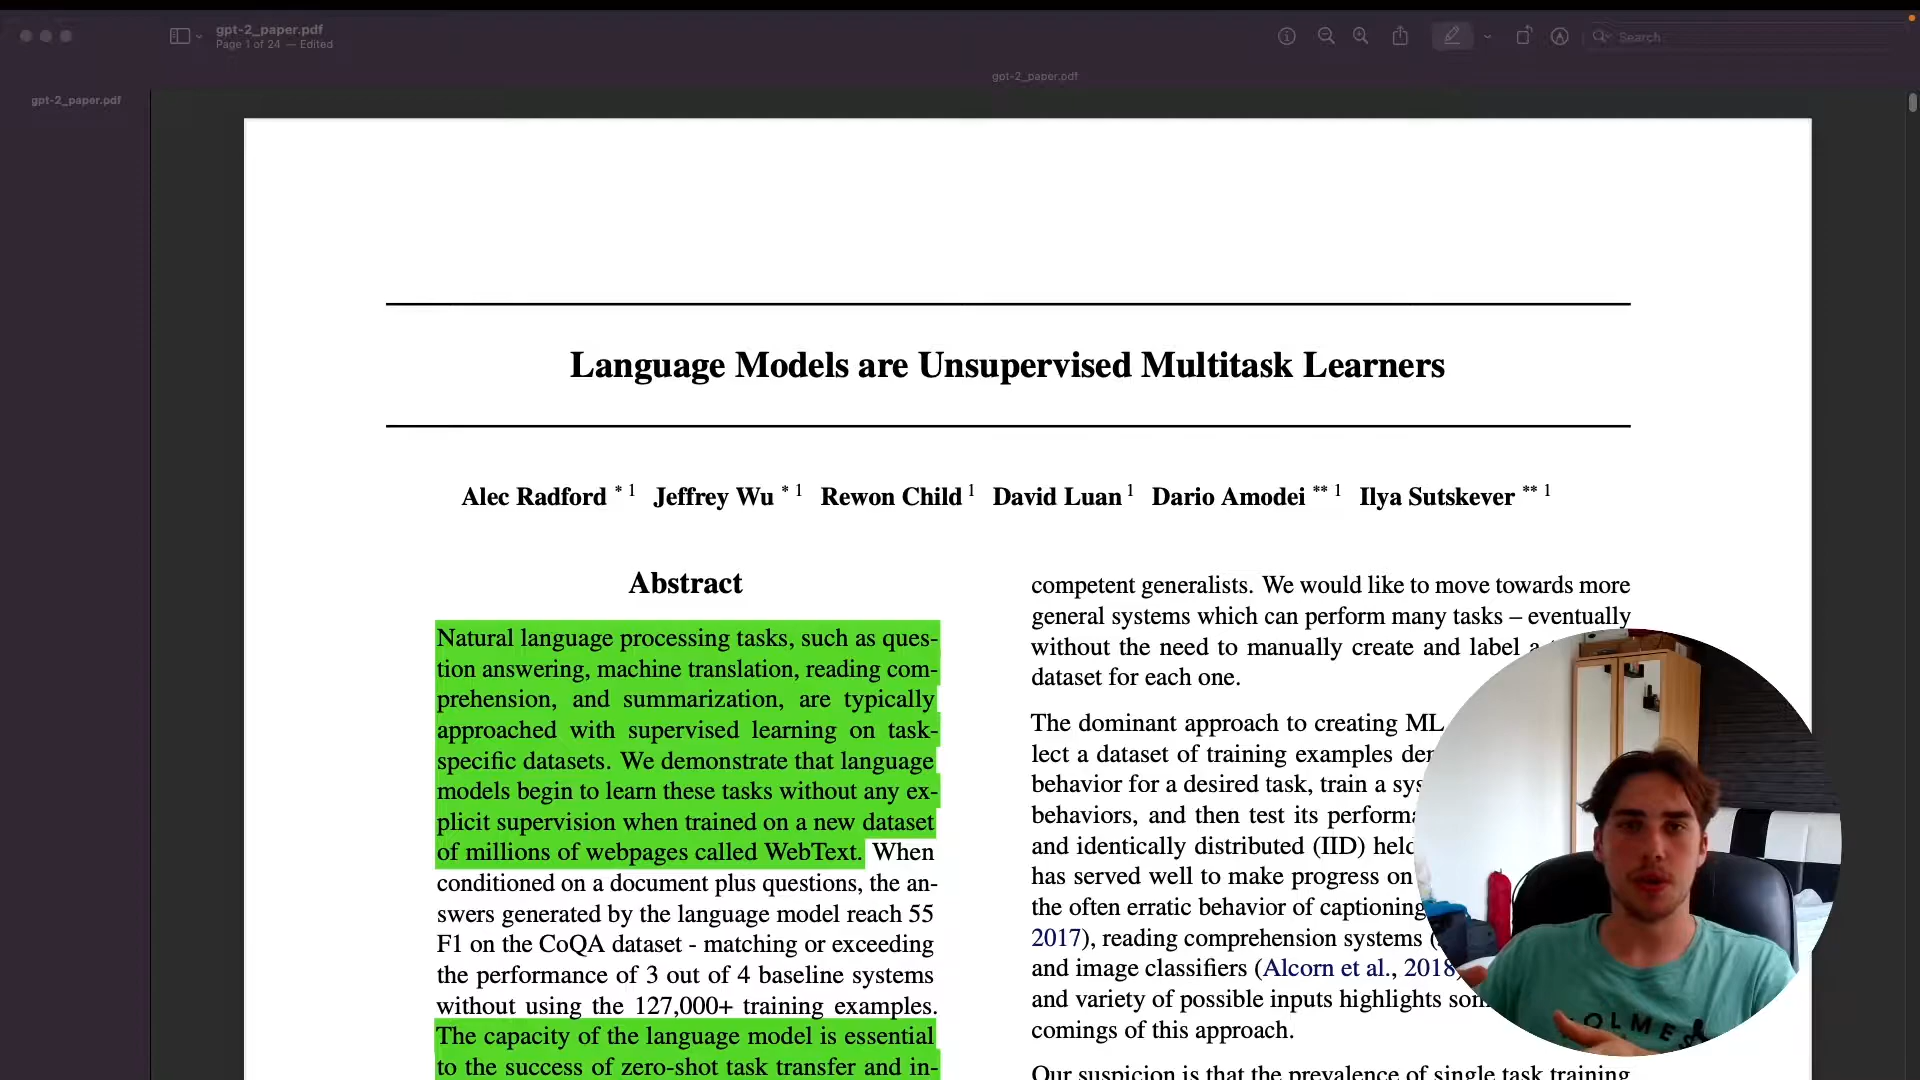 gpt-2_paper.pdf
Page 1 of 24 — Edited
Search
gpt-2_paper.pdf
gpt-2_paper.pdf
Language Models are Unsupervised Multitask Learners
Alec Radford * 1 Jeffrey Wu * 1 Rewon Child 1 David Luan 1 Dario Amodei ** 1 Ilya Sutskever ** 1
Abstract
Natural language processing tasks, such as ques-
tion answering, machine translation, reading com-
prehension, and summarization, are typically
approached with supervised learning on task-
specific datasets. We demonstrate that language
models begin to learn these tasks without any ex-
plicit supervision when trained on a new dataset
of millions of webpages called WebText. When
conditioned on a document plus questions, the an-
swers generated by the language model reach 55
F1 on the CoQA dataset - matching or exceeding
the performance of 3 out of 4 baseline systems
without using the 127,000+ training examples.
The capacity of the language model is essential
to the success of zero-shot task transfer and in-
competent generalists. We would like to move towards more
general systems which can perform many tasks – eventually
without the need to manually create and label a
dataset for each one.
The dominant approach to creating ML
lect a dataset of training examples
behavior for a desired task, train a
behaviors, and then test its
and identically distributed (IID)
has served well to make progress on
the often erratic behavior of captioning
2017), reading comprehension systems (
and image classifiers (Alcorn et al., 2018
and variety of possible inputs highlights
comings of this approach.
Our suspicion is that the prevalence of single task training